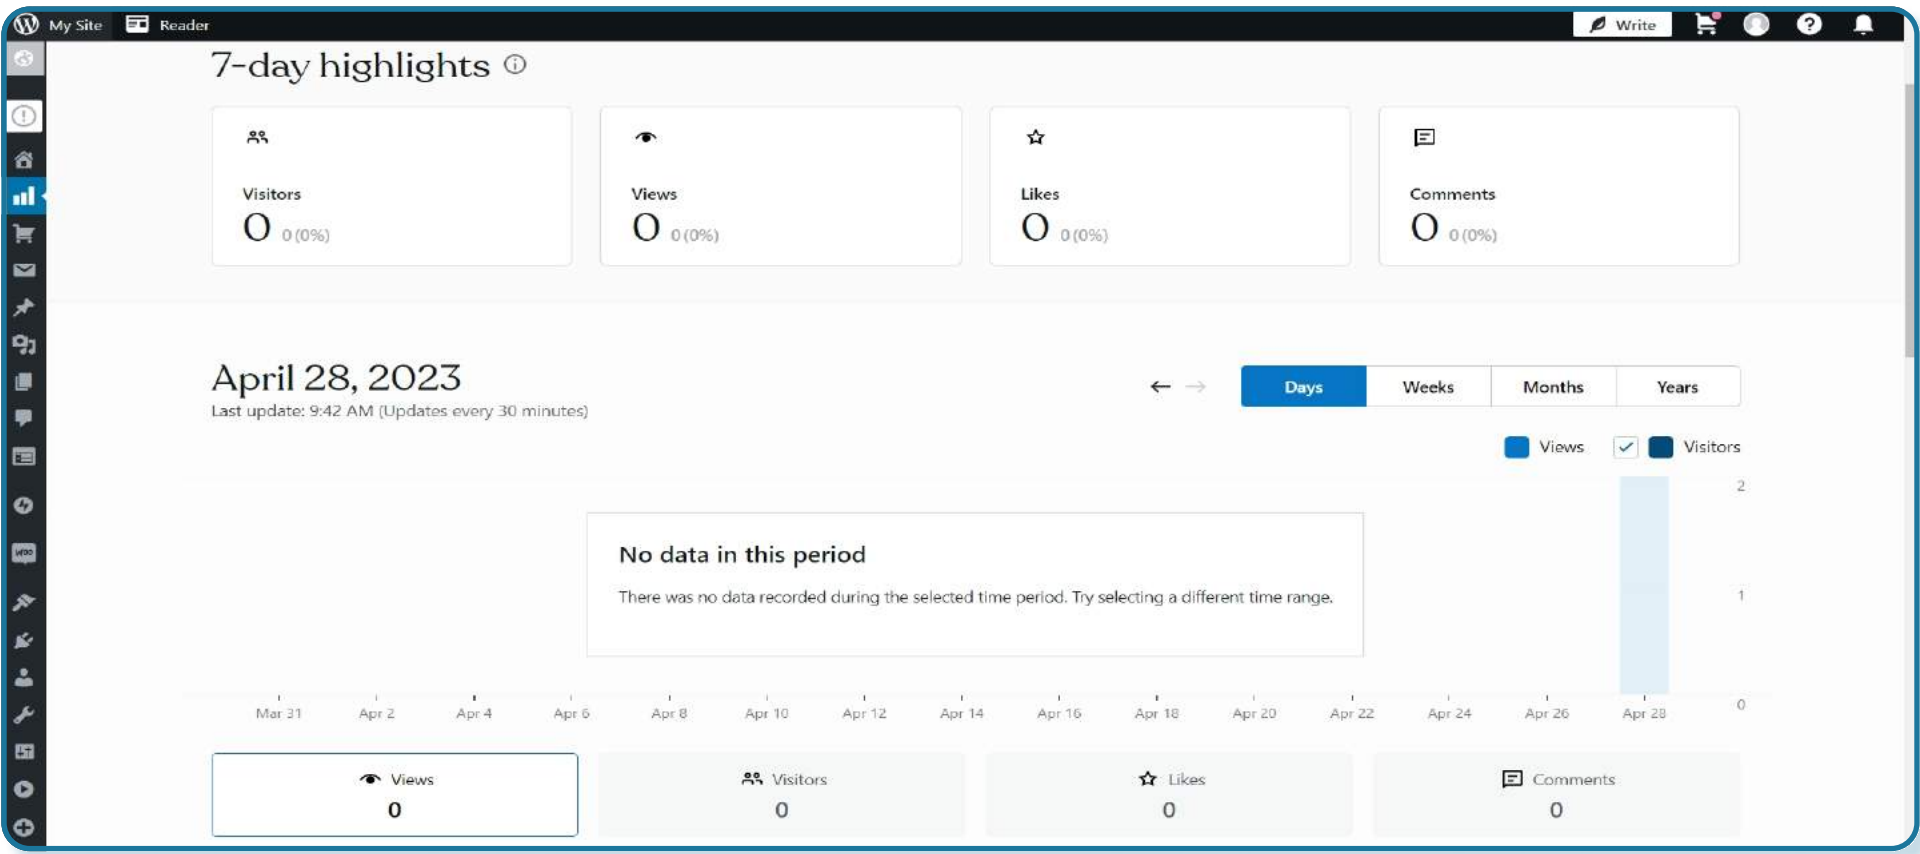 My Site Reader Write
7-day highlights
Visitors
0 0 (0%)
Views
0 0 (0%)
Likes
0 0 (0%)
Comments
0 0 (0%)
April 28, 2023
Last update: 9:42 AM (Updates every 30 minutes)
Days Weeks Months Years
Views Visitors
2
No data in this period
There was no data recorded during the selected time period. Try selecting a different time range.
1
0
Mar 31 Apr 2 Apr 4 Apr 6 Apr 8 Apr 10 Apr 12 Apr 14 Apr 16 Apr 18 Apr 20 Apr 22 Apr 24 Apr 26 Apr 28
Views
0
Visitors
0
Likes
0
Comments
0
Woo